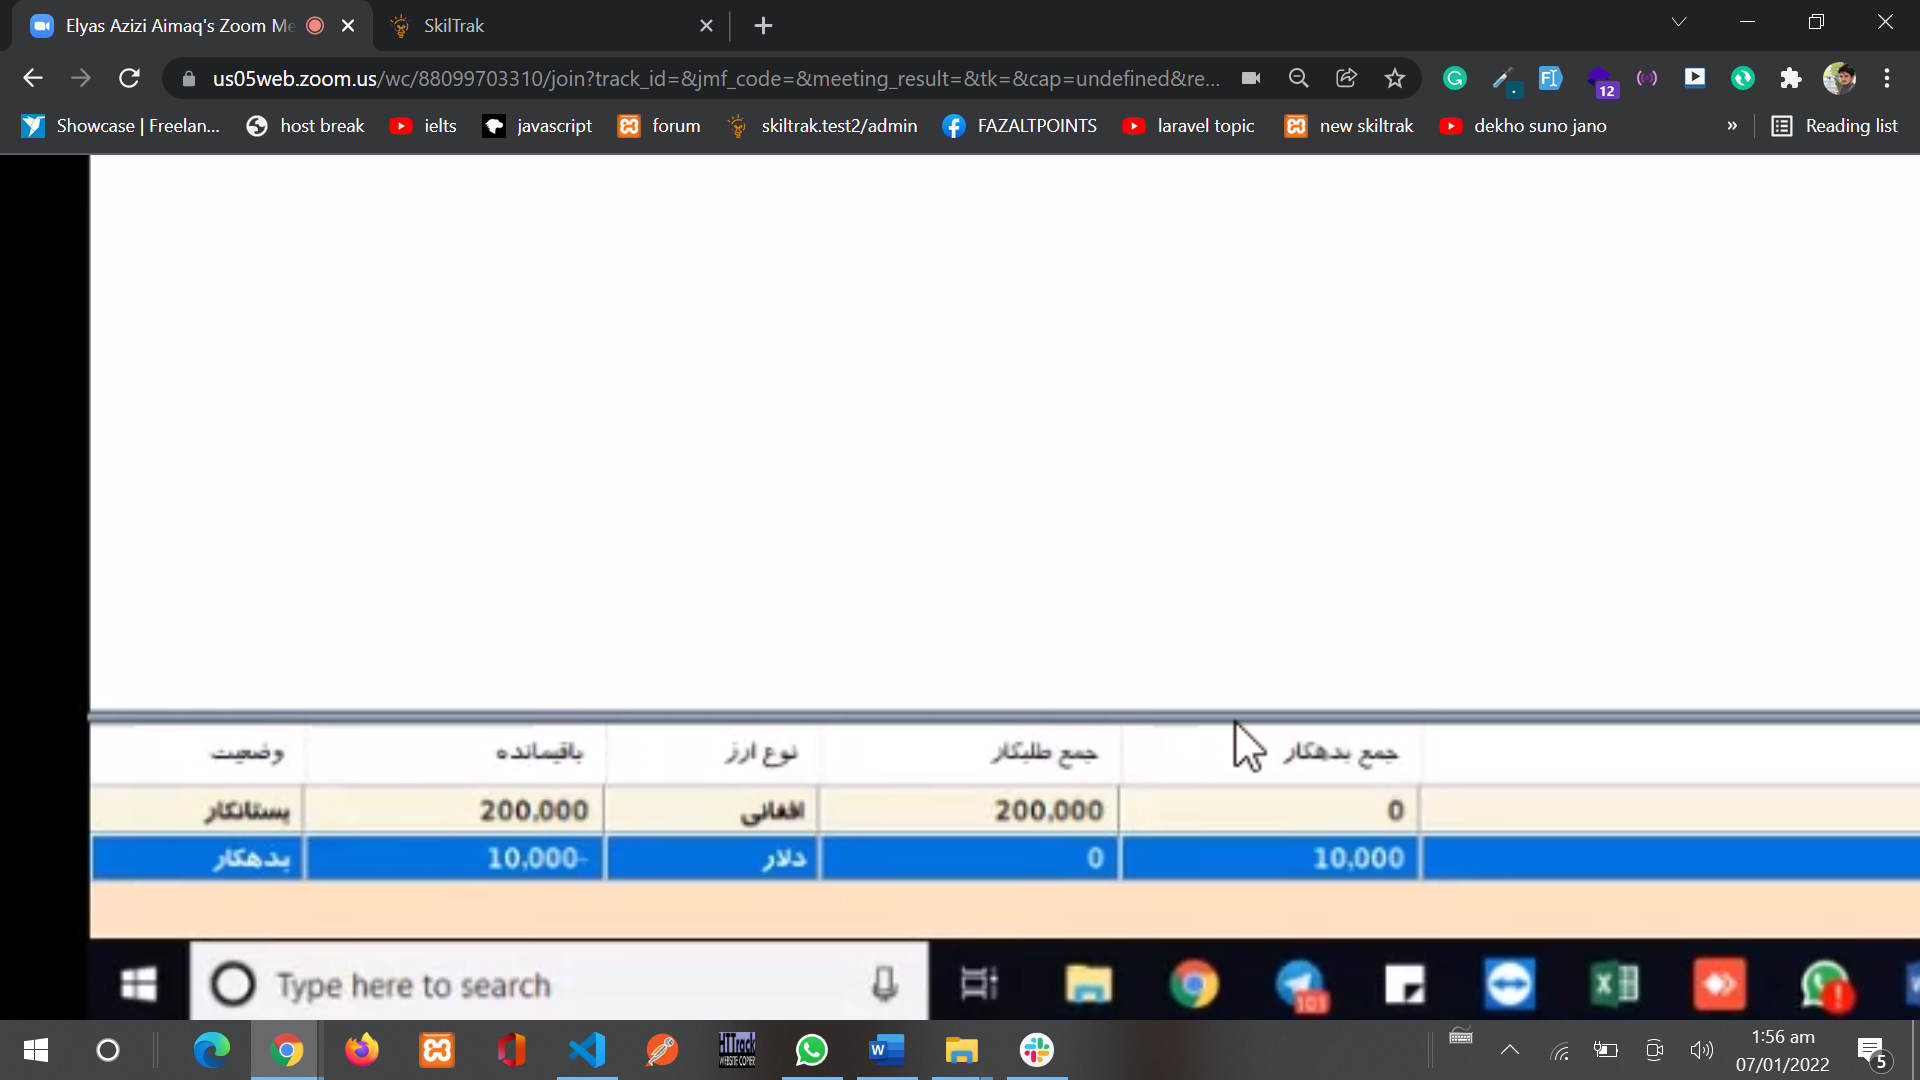 Elyas Azizi Aimaq's Zoom Me
SkilTrak
us05web.zoom.us/wc/88099703310/join?track_id=&jmf_code=&meeting_result=&tk=&cap=undefined&re...
12
Showcase | Freelan...
host break
ielts
javascript
forum
skiltrak.test2/admin
FAZALTPOINTS
laravel topic
new skiltrak
dekho suno jano
»
Reading list
جمع بدهکار جمع طلبکار نوع ارز باقیمانده وضعیت
0 200,000 افغانی 200,000 بستانکار
10,000 0 دلار 10,000- بدهکار
Type here to search
101
HTTrack
WEBSITE COPIER
1:56 am
07/01/2022
5